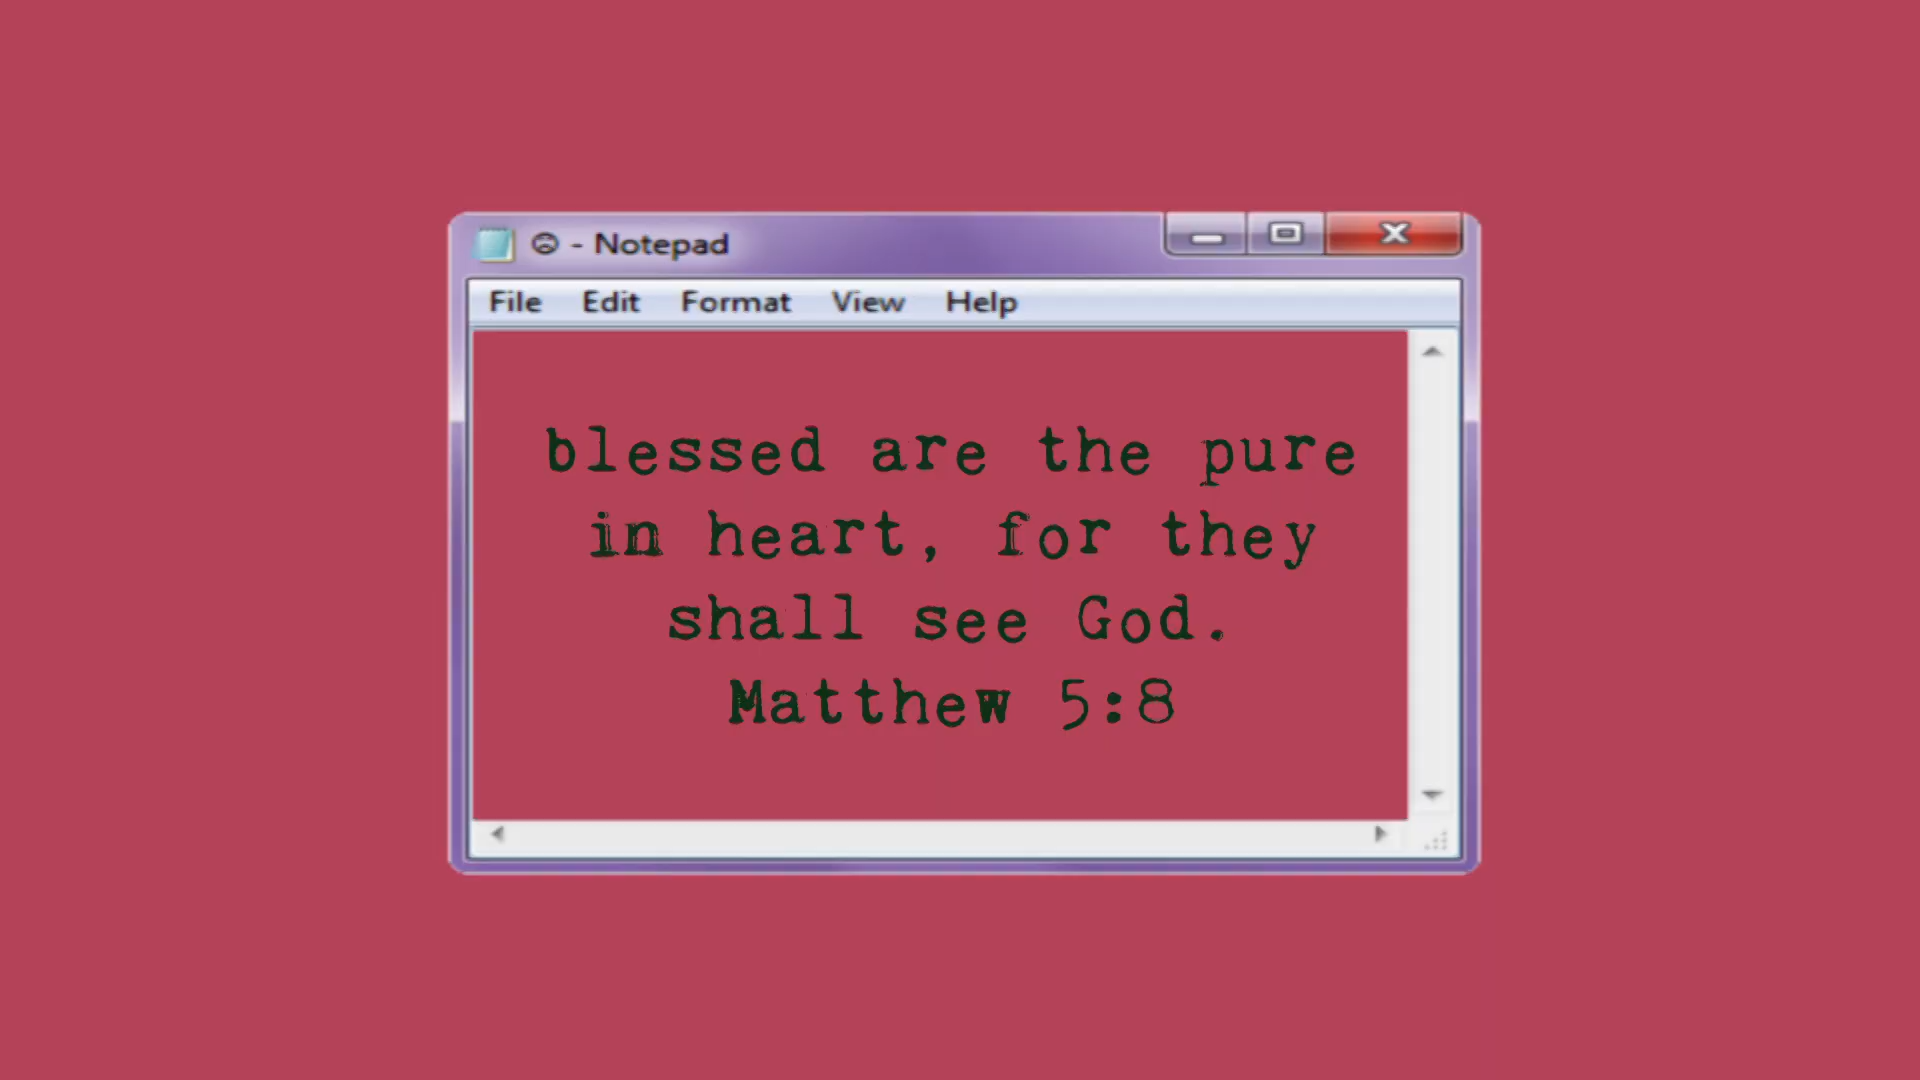 ☹ - Notepad
File Edit Format View Help
blessed are the pure
in heart, for they
shall see God.
Matthew 5:8